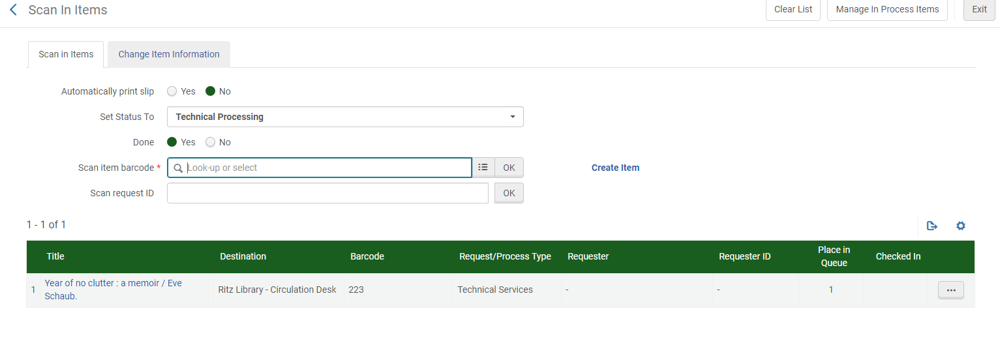 Scan In Items
Clear List
Manage In Process Items
Exit
Scan in Items
Change Item Information
Automatically print slip
Yes
No
Set Status To
Technical Processing
Done
Yes
No
Scan item barcode *
Look-up or select
OK
Create Item
Scan request ID
OK
1 - 1 of 1
Title
Destination
Barcode
Request/Process Type
Requester
Requester ID
Place in
Queue
Checked In
1
Year of no clutter : a memoir / Eve
Schaub.
Ritz Library - Circulation Desk
223
Technical Services
-
-
1